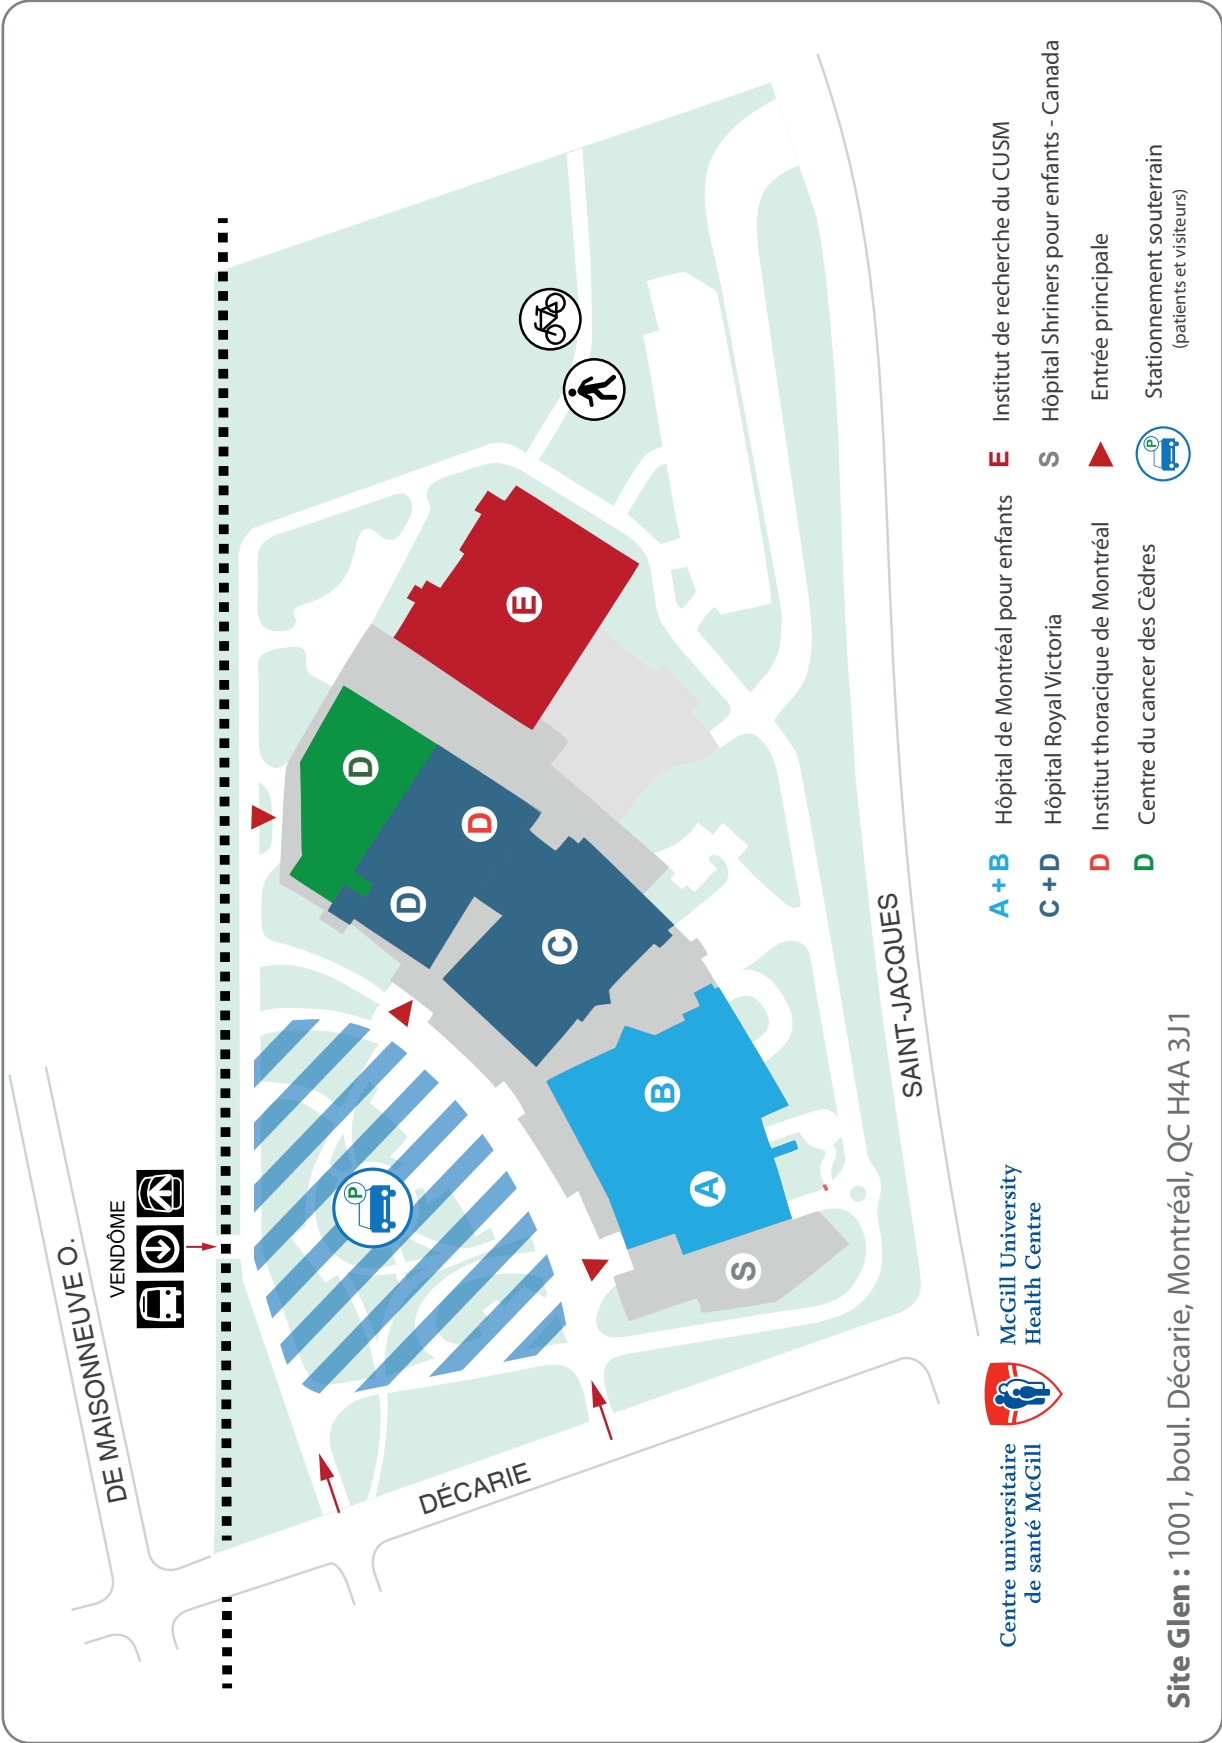 DE MAISONNEUVE O.
VENDÔME
P
D
D
D
C
E
B
A
S
DÉCARIE
SAINT-JACQUES
A + B Hôpital de Montréal pour enfants
C + D Hôpital Royal Victoria
D Institut thoracique de Montréal
D Centre du cancer des Cèdres
E Institut de recherche du CUSM
S Hôpital Shriners pour enfants - Canada
Entrée principale
P
Stationnement souterrain
(patients et visiteurs)
Centre universitaire
de santé McGill
McGill University
Health Centre
Site Glen : 1001, boul. Décarie, Montréal, QC H4A 3J1